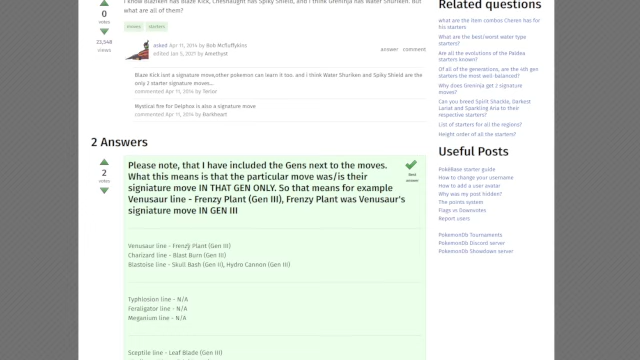 I know Blaziken has Blaze Kick, Chesnaught has Spiky Shield, and I think Greninja has Water Shuriken. But
what are all of them?
moves starters
0
votes
23,548
views
asked Apr 11, 2014 by Bob McfluffyKins
edited Jan 5, 2021 by Amethyst
answer comment
Blaze Kick isnt a signature move,other pokemon can learn it too. and i think Water Shuriken and Spiky Shield are the
only 2 starter signature moves...
commented Apr 11, 2014 by Terlor
Mystical fire for Delphox is also a signature move
commented Apr 11, 2014 by Darkheart
2 Answers
2
votes
Best
answer
Please note, that I have included the Gens next to the moves.
What this means is that the particular move was/is their
signiature move IN THAT GEN ONLY. So that means for example
Venusaur line - Frenzy Plant (Gen III), Frenzy Plant was Venusaur's
signiature move IN GEN III
Venusaur line - Frenzy Plant (Gen III)
Charizard line - Blast Burn (Gen III)
Blastoise line - Skull Bash (Gen I), Hydro Cannon (Gen III)
Typhlosion line - N/A
Feraligator line - N/A
Meganium line - N/A
Sceptile line - Leaf Blade (Gen III)
Related questions
what are the item combus Cheren has for
his starters
What are the best/worst water type
starters?
Are all the evolutions of the Paldea
starters known?
Of all of the generations, are the 4th gen
starters the most well-balanced?
Why does Greninja get 2 signature
moves?
Can you breed Spirit Shackle, Darkest
Lariat and Sparkling Aria to their
respective starters?
List of starters for all the regions?
Height order of all the starters?
Useful Posts
PokéBase starter guide
How to change your username
How to add a user avatar
Why was my post hidden?
The points system
Flags vs Downvotes
Report users
PokemonDb Tournaments
PokemonDb Discord server
PokemonDb Showdown server